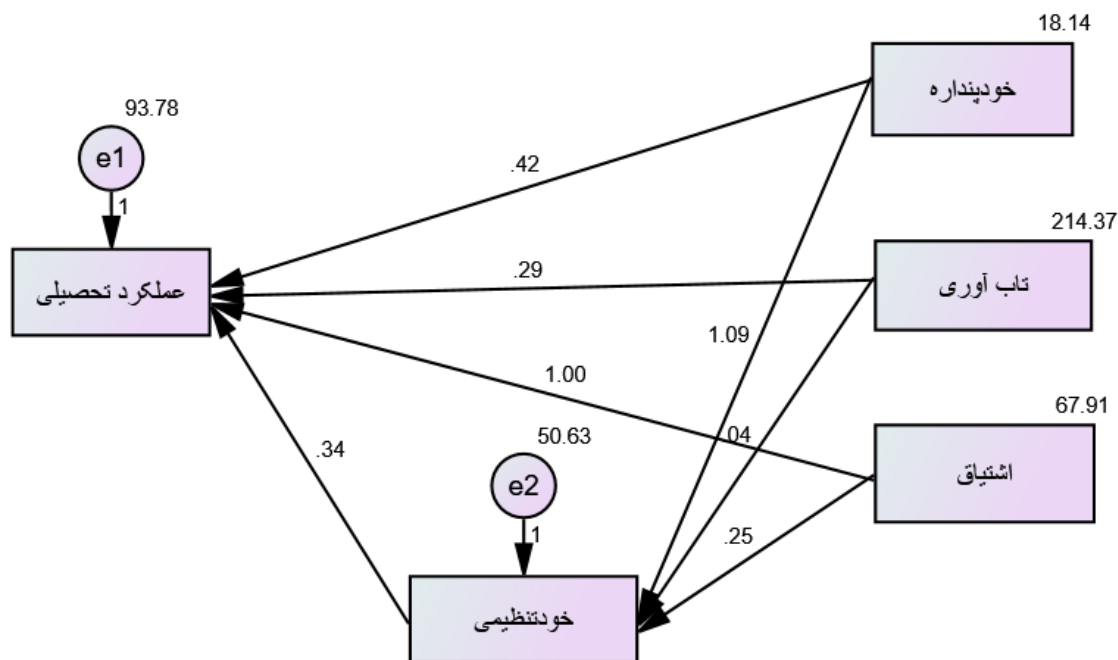 18.14
خودپنداره
93.78
e1
1
.42
عملکرد تحصیلی
214.37
تاب آوری
.29
1.09
1.00
67.91
.04
اشتیاق
.34
50.63
e2
.25
1
خودتنظیمی